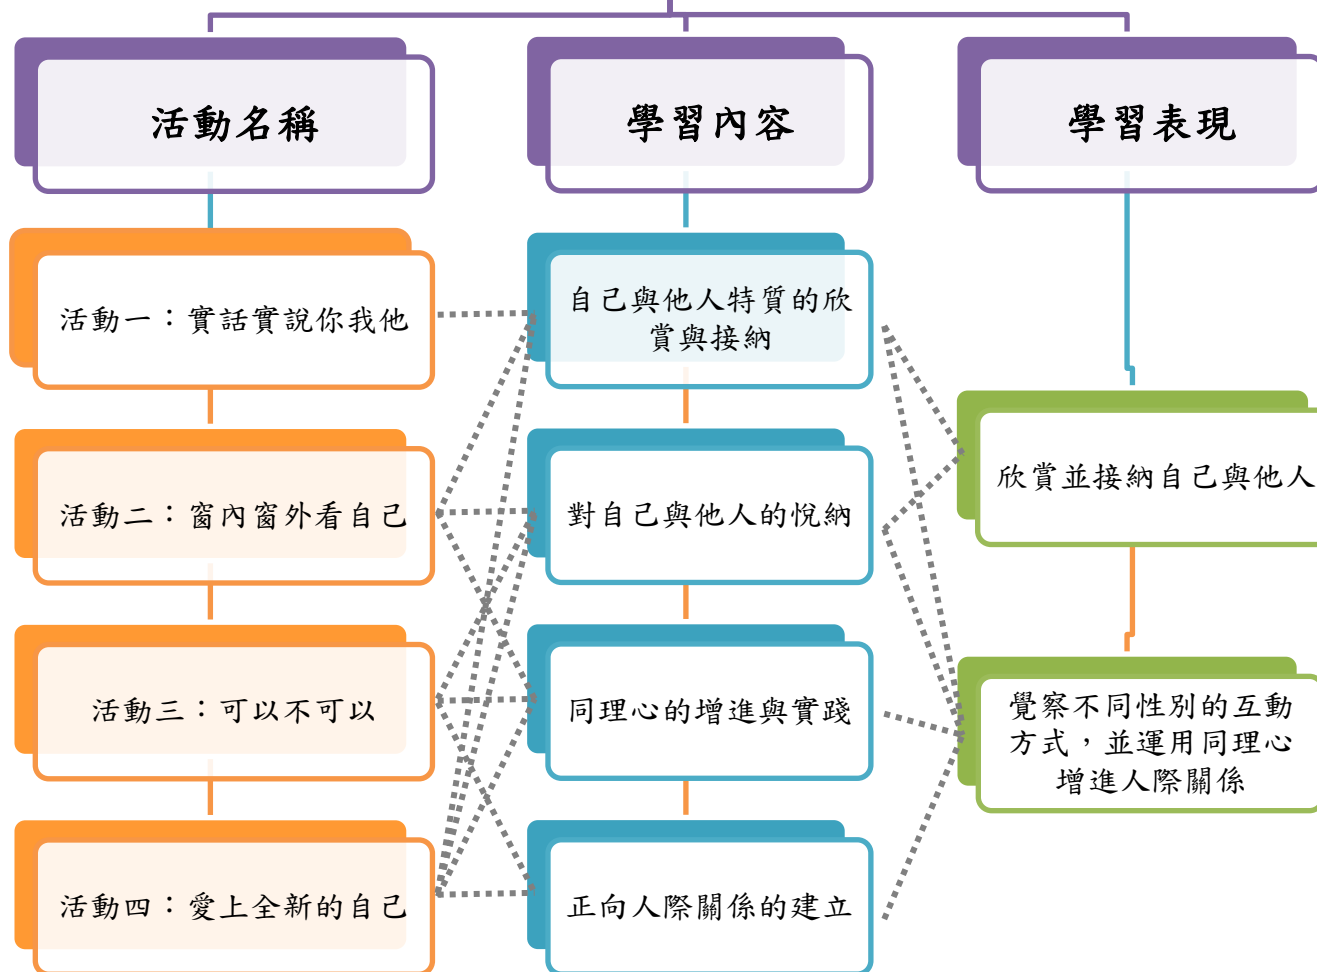 活動名稱
學習內容
學習表現
活動一：實話實說你我他
自己與他人特質的欣
賞與接納
欣賞並接納自己與他人
活動二：窗內窗外看自己
對自己與他人的悅納
活動三：可以不可以
同理心的增進與實踐
覺察不同性別的互動
方式，並運用同理心
增進人際關係
活動四：愛上全新的自己
正向人際關係的建立